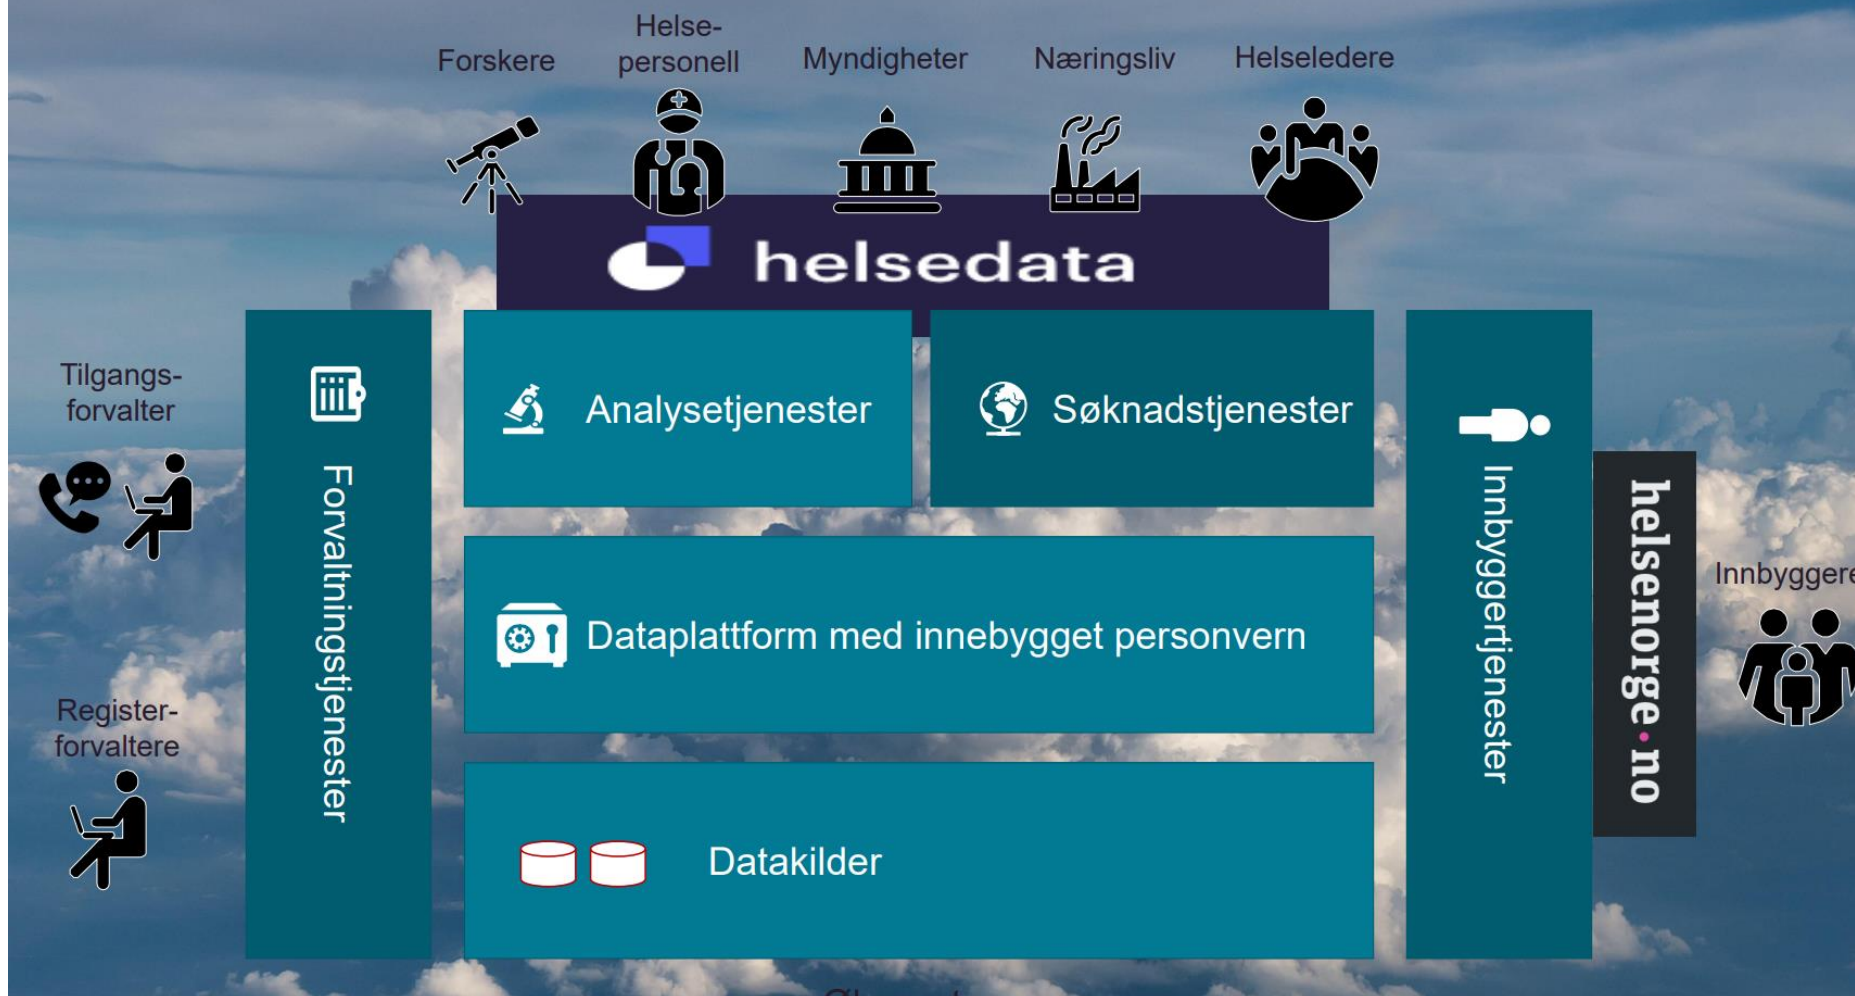 Forskere
Helse-
personell
Myndigheter
Næringsliv
Helseledere
helsedata
Tilgangs-
forvalter
Register-
forvaltere
Forvaltningstjenester
Analysetjenester
Søknadstjenester
Dataplattform med innebygget personvern
Datakilder
Innbyggertjenester
helsenorge.no
Innbyggere